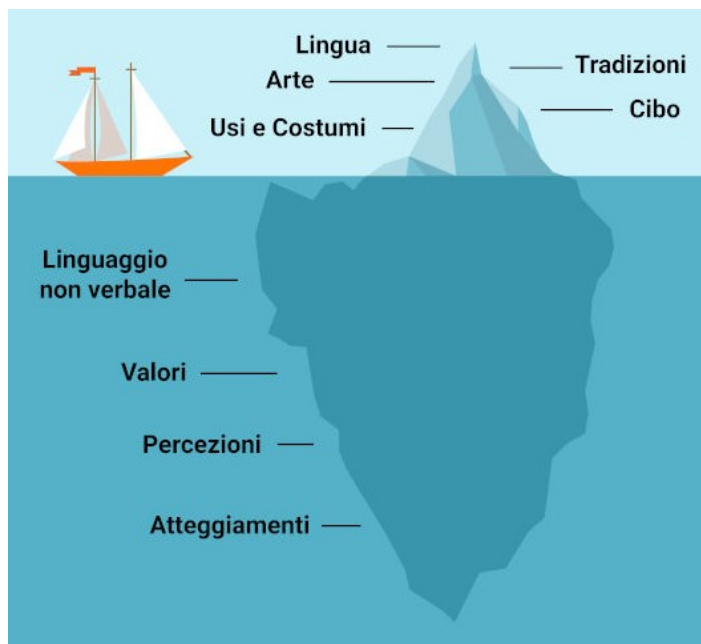 Lingua
Arte
Usi e Costumi
Tradizioni
Cibo
Linguaggio
non verbale
Valori
Percezioni
Atteggiamenti